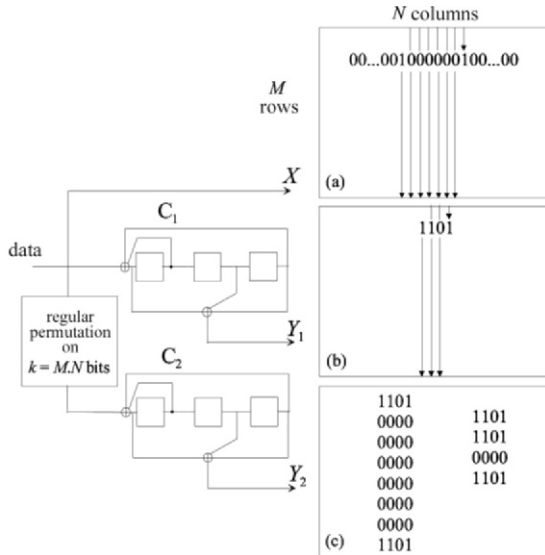 N columns
00...001000000100...00
M
rows
(a)
X
C1
data
1101
regular
permutation
on
k = M.N bits
Y1
(b)
C2
1101
0000
0000
0000
0000
0000
0000
1101
1101
1101
0000
1101
Y2
(c)